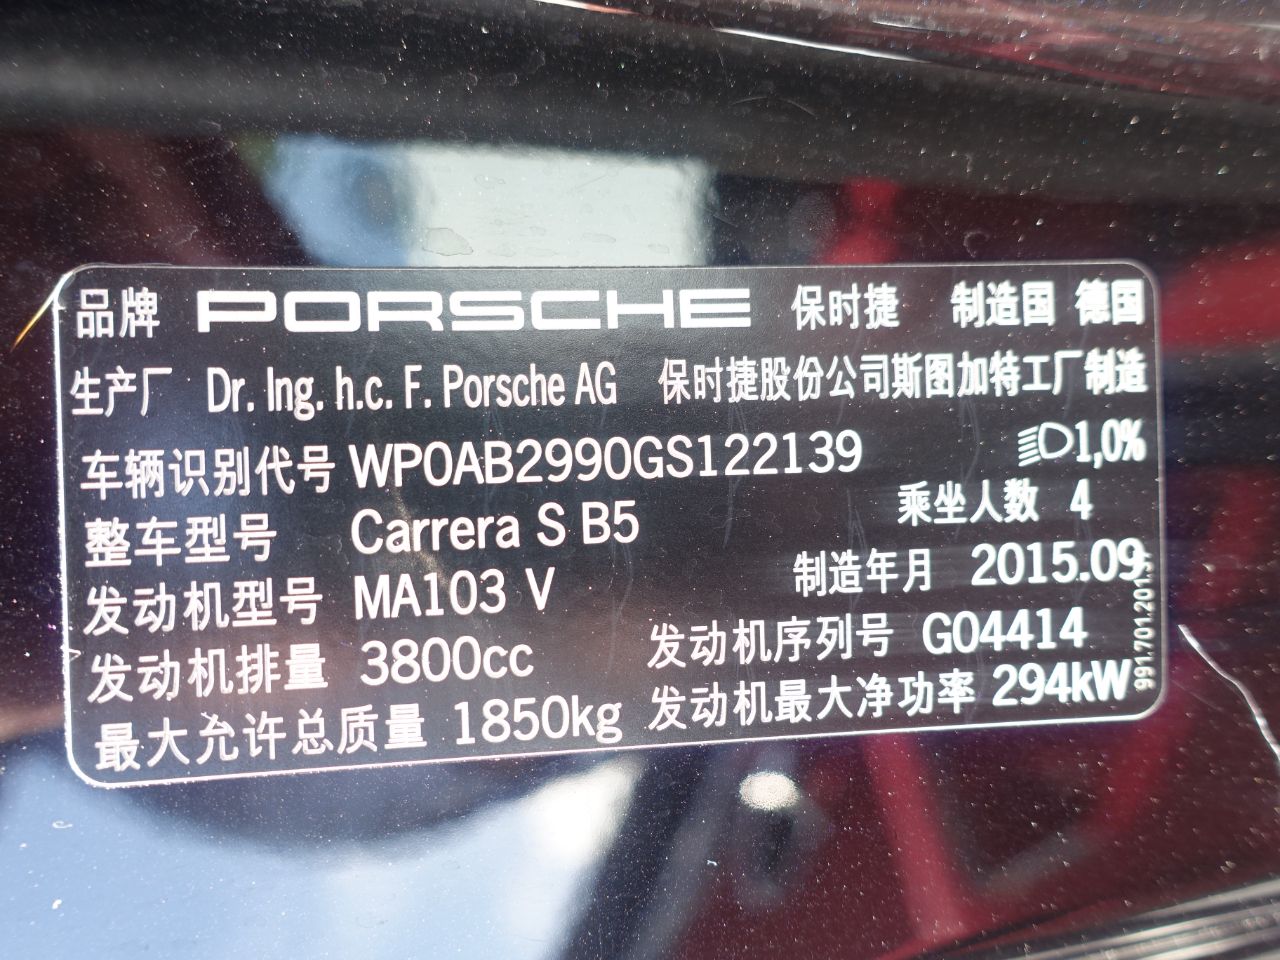 品牌 PORSCHE 保时捷 制造国 德国
生产厂 Dr. Ing. h.c. F. Porsche AG 保时捷股份公司斯图加特工厂制造
车辆识别代号 WP0AB2990GS122139 1,0%
整车型号 Carrera S B5 乘坐人数 4
发动机型号 MA103 V 制造年月 2015.09
发动机排量 3800cc 发动机序列号 G04414
最大允许总质量 1850kg 发动机最大净功率 294kW
991.701.201.